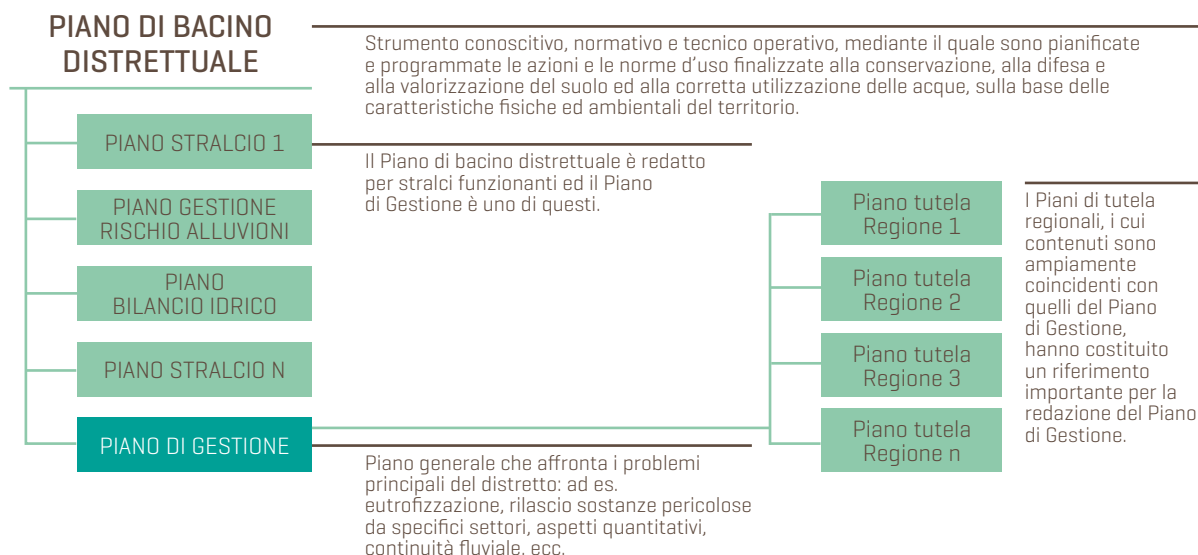 PIANO DI BACINO
DISTRETTUALE
Strumento conoscitivo, normativo e tecnico operativo, mediante il quale sono pianificate
e programmate le azioni e le norme d'uso finalizzate alla conservazione, alla difesa e
alla valorizzazione del suolo ed alla corretta utilizzazione delle acque, sulla base delle
caratteristiche fisiche ed ambientali del territorio.
PIANO STRALCIO 1
Il Piano di bacino distrettuale è redatto
per stralci funzionanti ed il Piano
di Gestione è uno di questi.
PIANO GESTIONE
RISCHIO ALLUVIONI
PIANO
BILANCIO IDRICO
PIANO STRALCIO N
PIANO DI GESTIONE
Piano generale che affronta i problemi
principali del distretto: ad es.
eutrofizzazione, rilascio sostanze pericolose
da specifici settori, aspetti quantitativi,
continuità fluviale, ecc.
Piano tutela
Regione 1
Piano tutela
Regione 2
Piano tutela
Regione 3
Piano tutela
Regione n
I Piani di tutela
regionali, i cui
contenuti sono
ampiamente
coincidenti con
quelli del Piano
di Gestione,
hanno costituito
un riferimento
importante per la
redazione del Piano
di Gestione.